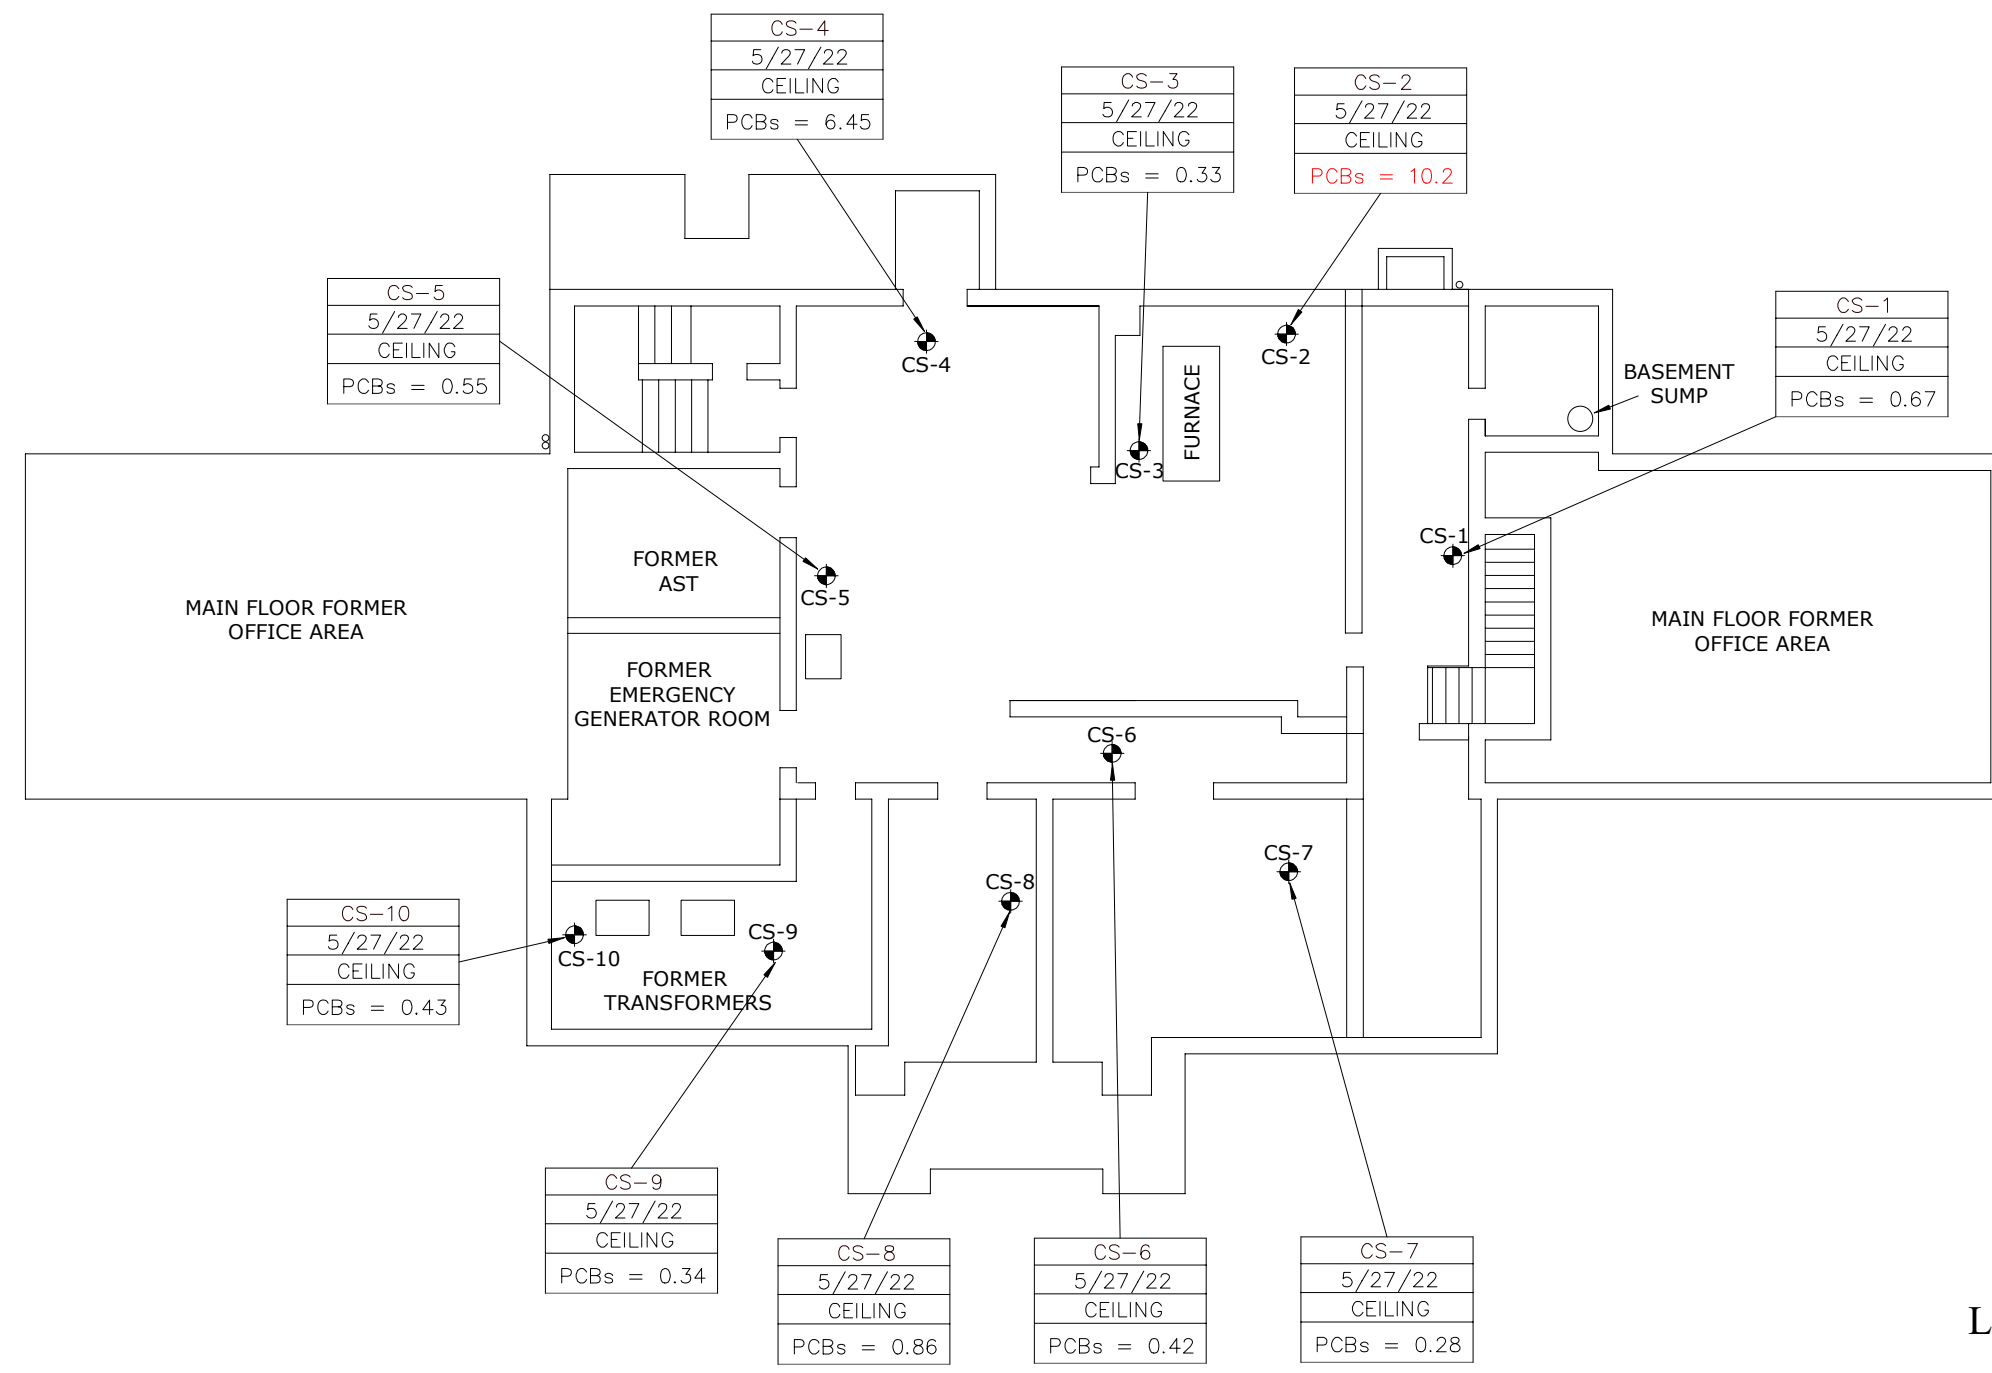 CS-4
5/27/22
CEILING
PCBs = 6.45
CS-3
5/27/22
CEILING
PCBs = 0.33
CS-2
5/27/22
CEILING
PCBs = 10.2
CS-5
5/27/22
CEILING
PCBs = 0.55
CS-1
5/27/22
CEILING
PCBs = 0.67
CS-4
CS-2
FURNACE
CS-3
BASEMENT
SUMP
CS-1
FORMER
AST
CS-5
MAIN FLOOR FORMER
OFFICE AREA
MAIN FLOOR FORMER
OFFICE AREA
FORMER
EMERGENCY
GENERATOR ROOM
CS-6
CS-7
CS-8
CS-10
5/27/22
CEILING
PCBs = 0.43
CS-10
CS-9
FORMER
TRANSFORMERS
CS-9
5/27/22
CEILING
PCBs = 0.34
CS-8
5/27/22
CEILING
PCBs = 0.86
CS-6
5/27/22
CEILING
PCBs = 0.42
CS-7
5/27/22
CEILING
PCBs = 0.28
L